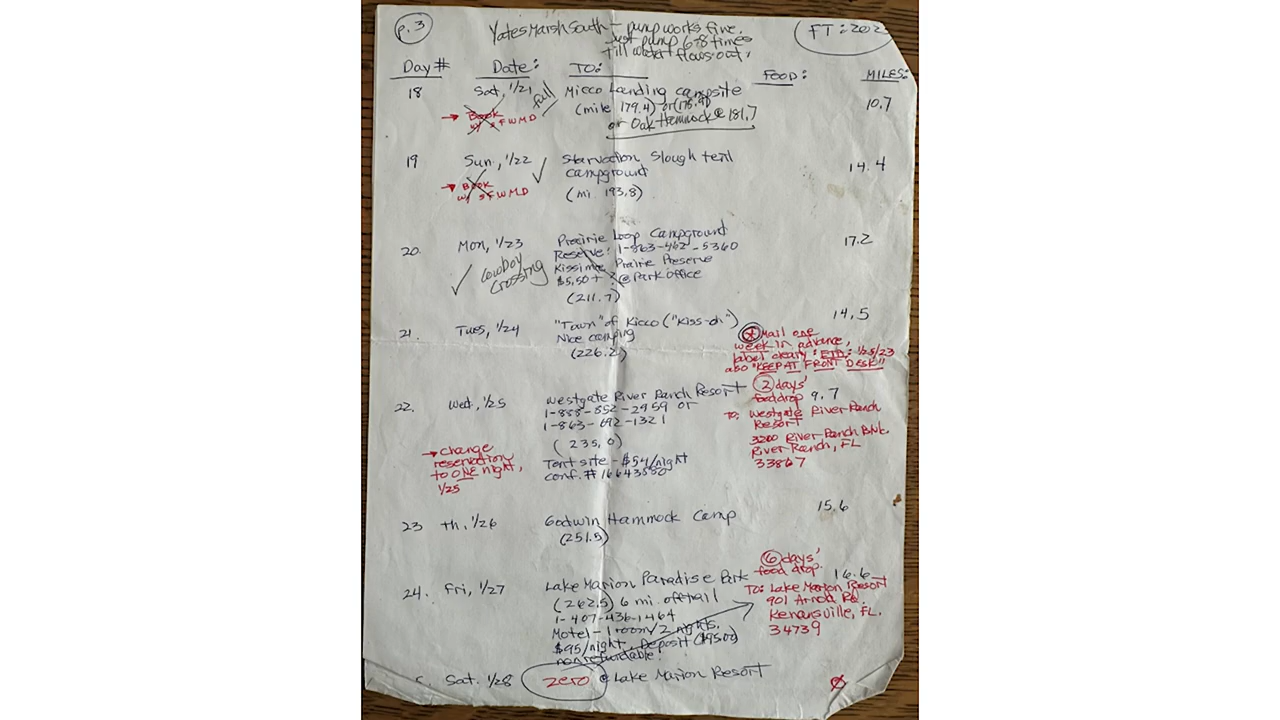 p.3
Yates Marsh South - pump works fine.
Just pump 6-8 times
till water flows out.
FT: 202
Day # Date: TO: FOOD: MILES:
18 Sat, 1/21 full Micco Landing campsite 10.7
(mile 179.4) or (178.9)
→ Book
w/ SFWMD
or Oak Hammock @ 181.7
19 Sun, 1/22 ✓ Starvation Slough tent 14.4
campground
→ Book
w/ SFWMD
(mi. 193.8)
20. Mon, 1/23 Prairie Loop Campground 17.2
Reserve: 1-863-462-5360
✓ Cowboy
Crossing
Kissimee Prairie Preserve
$5.50+ @ Park Office
(211.7)
21. Tues, 1/24 "Town" of Kicco ("Kiss-oh") 14.5
Nice camping
(226.2)
* Mail one
week in advance,
label cleary: ETA: 1/25/23
also "KEEP AT FRONT DESK"
22. Wed, 1/25 Westgate River Ranch Resort 9.7
1-888-852-2959 or
1-863-692-1321
(235.0)
Tent site - $54/night
conf. # 16643550
→ change
reservation
to ONE night,
1/25
2 days'
food drop
To: Westgate River Ranch
Resort
3200 River Ranch Blvd.
River Ranch, FL
33867
23 Th, 1/26 Godwin Hammock Camp 15.6
(251.5)
24. Fri, 1/27 Lake Marion Paradise Park 16.6
(262.5) 6 mi. off trail
1-407-436-1464
Motel - 1 room/2 nights.
$95/night, Deposit ($95.00)
nonrefundable.
6 days'
food drop.
TO: Lake Marion Resort
901 Arnold Rd.
Kenansville, FL.
34739
Sat. 1/28 zero @ Lake Marion Resort Ø